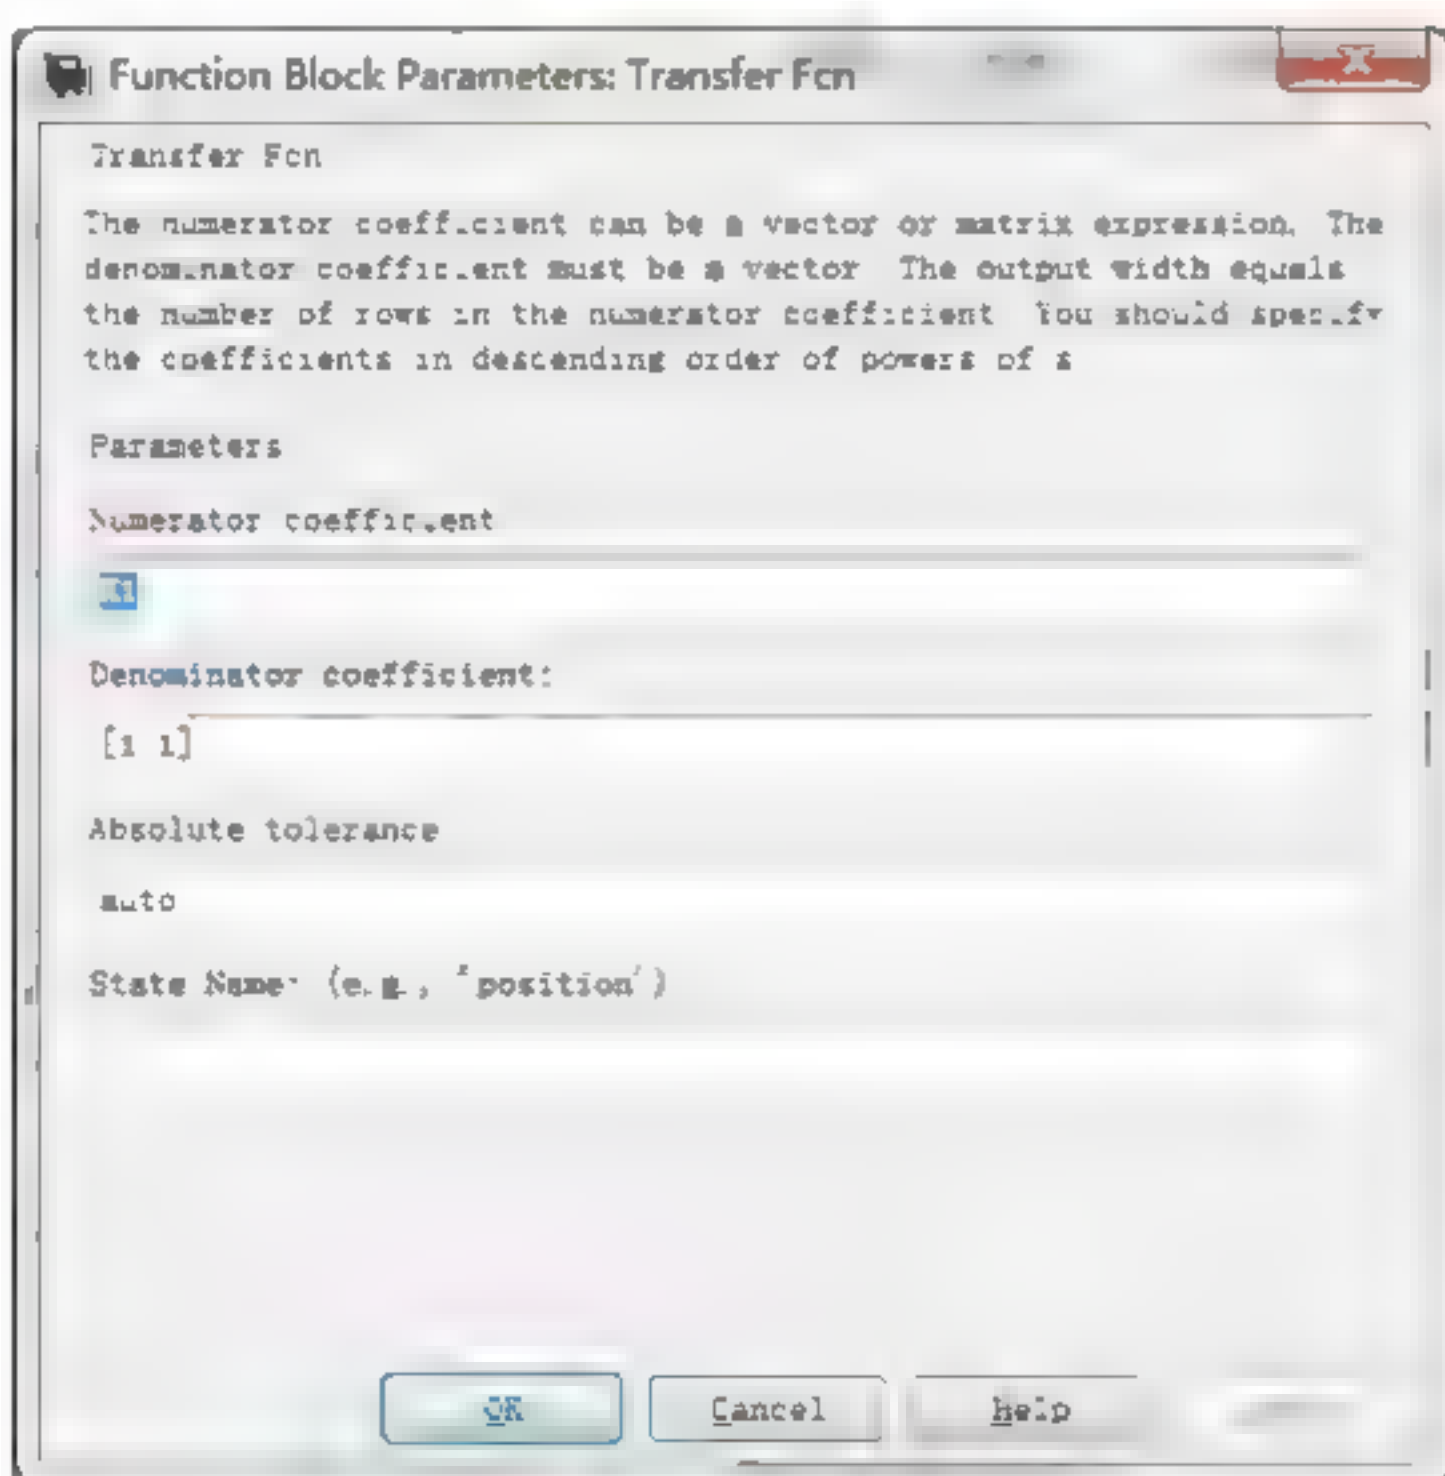 Function Block Parameters: Transfer Fcn
Transfer Fcn
The numerator coefficient can be a vector or matrix expression. The
denominator coefficient must be a vector. The output width equals
the number of rows in the numerator coefficient. You should specify
the coefficients in descending order of powers of s.
Parameters
Numerator coefficient
Denominator coefficient:
[1 1]
Absolute tolerance
auto
State Name: (e.g., 'position')
OK
Cancel
Help